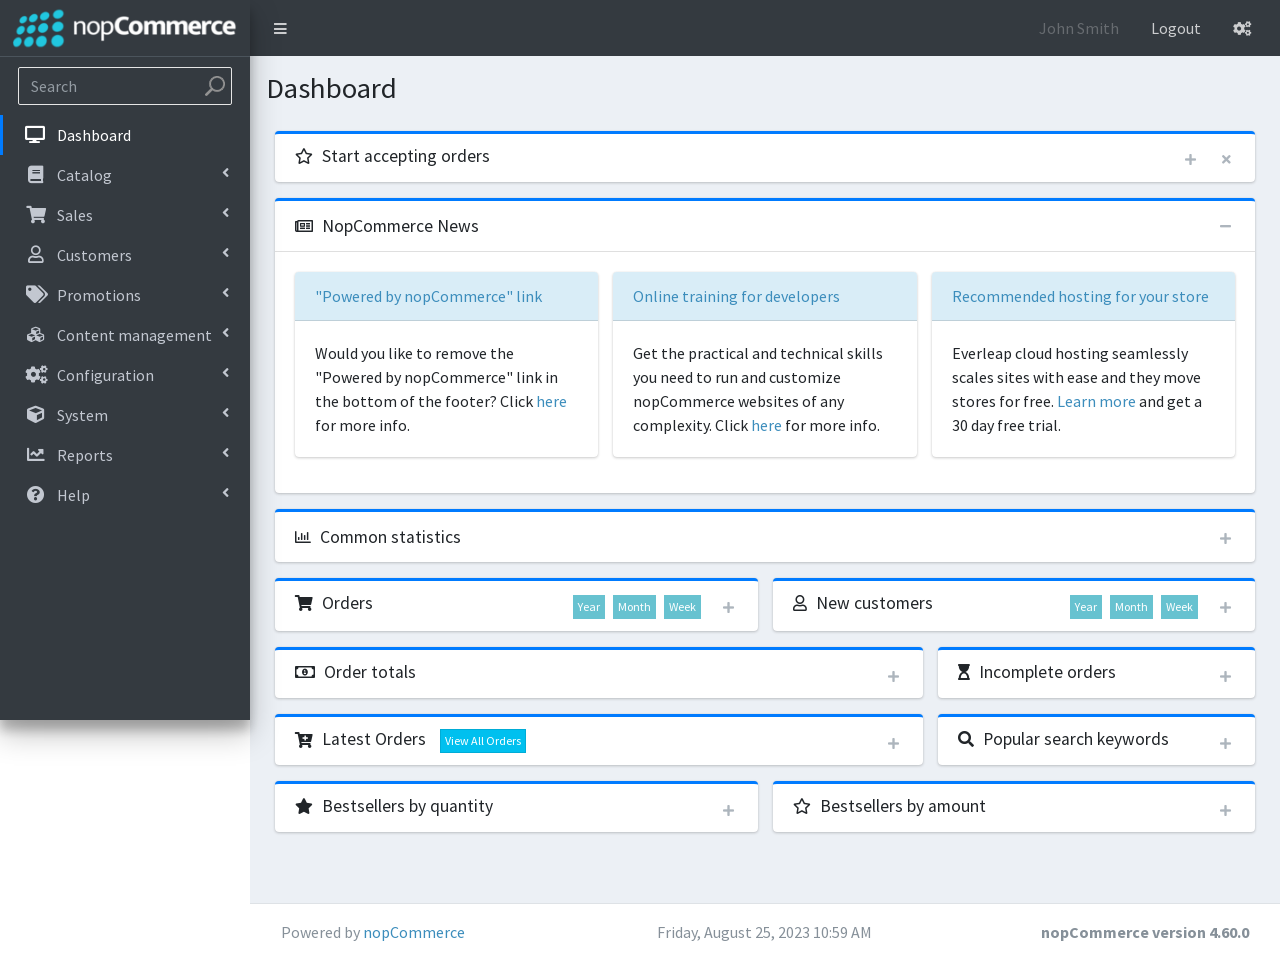 nopCommerce
John Smith Logout
Search
Dashboard
Catalog
Sales
Customers
Promotions
Content management
Configuration
System
Reports
Help
Dashboard
Start accepting orders
NopCommerce News
"Powered by nopCommerce" link
Would you like to remove the
"Powered by nopCommerce" link in
the bottom of the footer? Click here
for more info.
Online training for developers
Get the practical and technical skills
you need to run and customize
nopCommerce websites of any
complexity. Click here for more info.
Recommended hosting for your store
Everleap cloud hosting seamlessly
scales sites with ease and they move
stores for free. Learn more and get a
30 day free trial.
Common statistics
Orders Year Month Week
New customers Year Month Week
Order totals
Incomplete orders
Latest Orders View All Orders
Popular search keywords
Bestsellers by quantity
Bestsellers by amount
Powered by nopCommerce
Friday, August 25, 2023 10:59 AM
nopCommerce version 4.60.0